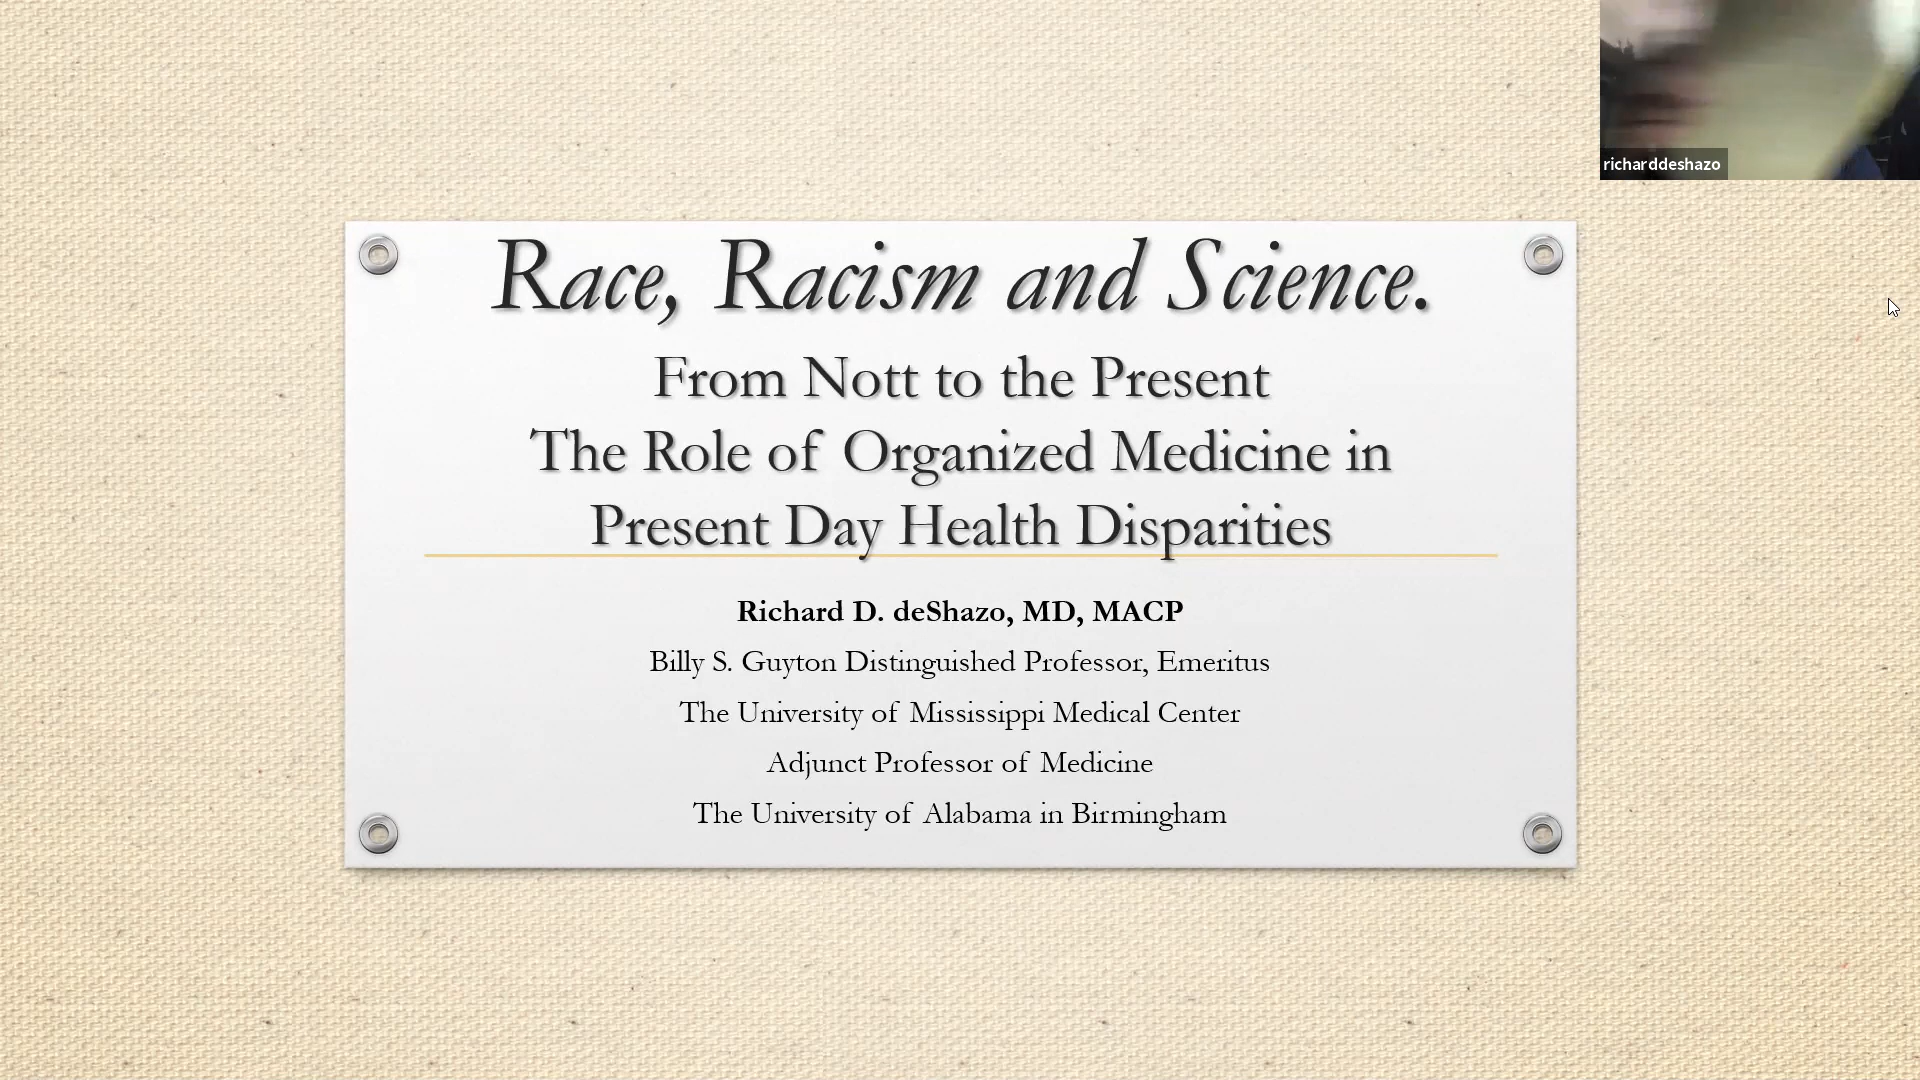 richarddeshazo
Race, Racism and Science.
From Nott to the Present
The Role of Organized Medicine in
Present Day Health Disparities
Richard D. deShazo, MD, MACP
Billy S. Guyton Distinguished Professor, Emeritus
The University of Mississippi Medical Center
Adjunct Professor of Medicine
The University of Alabama in Birmingham